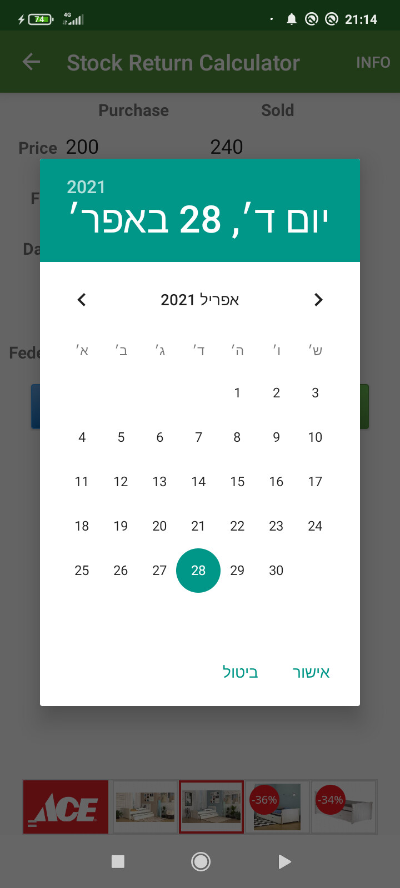 74 4G 21:14
Stock Return Calculator INFO
Purchase Sold
Price 200 240
2021
יום ד׳, 28 באפר׳
אפריל 2021
א׳ ב׳ ג׳ ד׳ ה׳ ו׳ ש׳
1 2 3
4 5 6 7 8 9 10
11 12 13 14 15 16 17
18 19 20 21 22 23 24
25 26 27 28 29 30
ביטול אישור
ACE -36% -34%